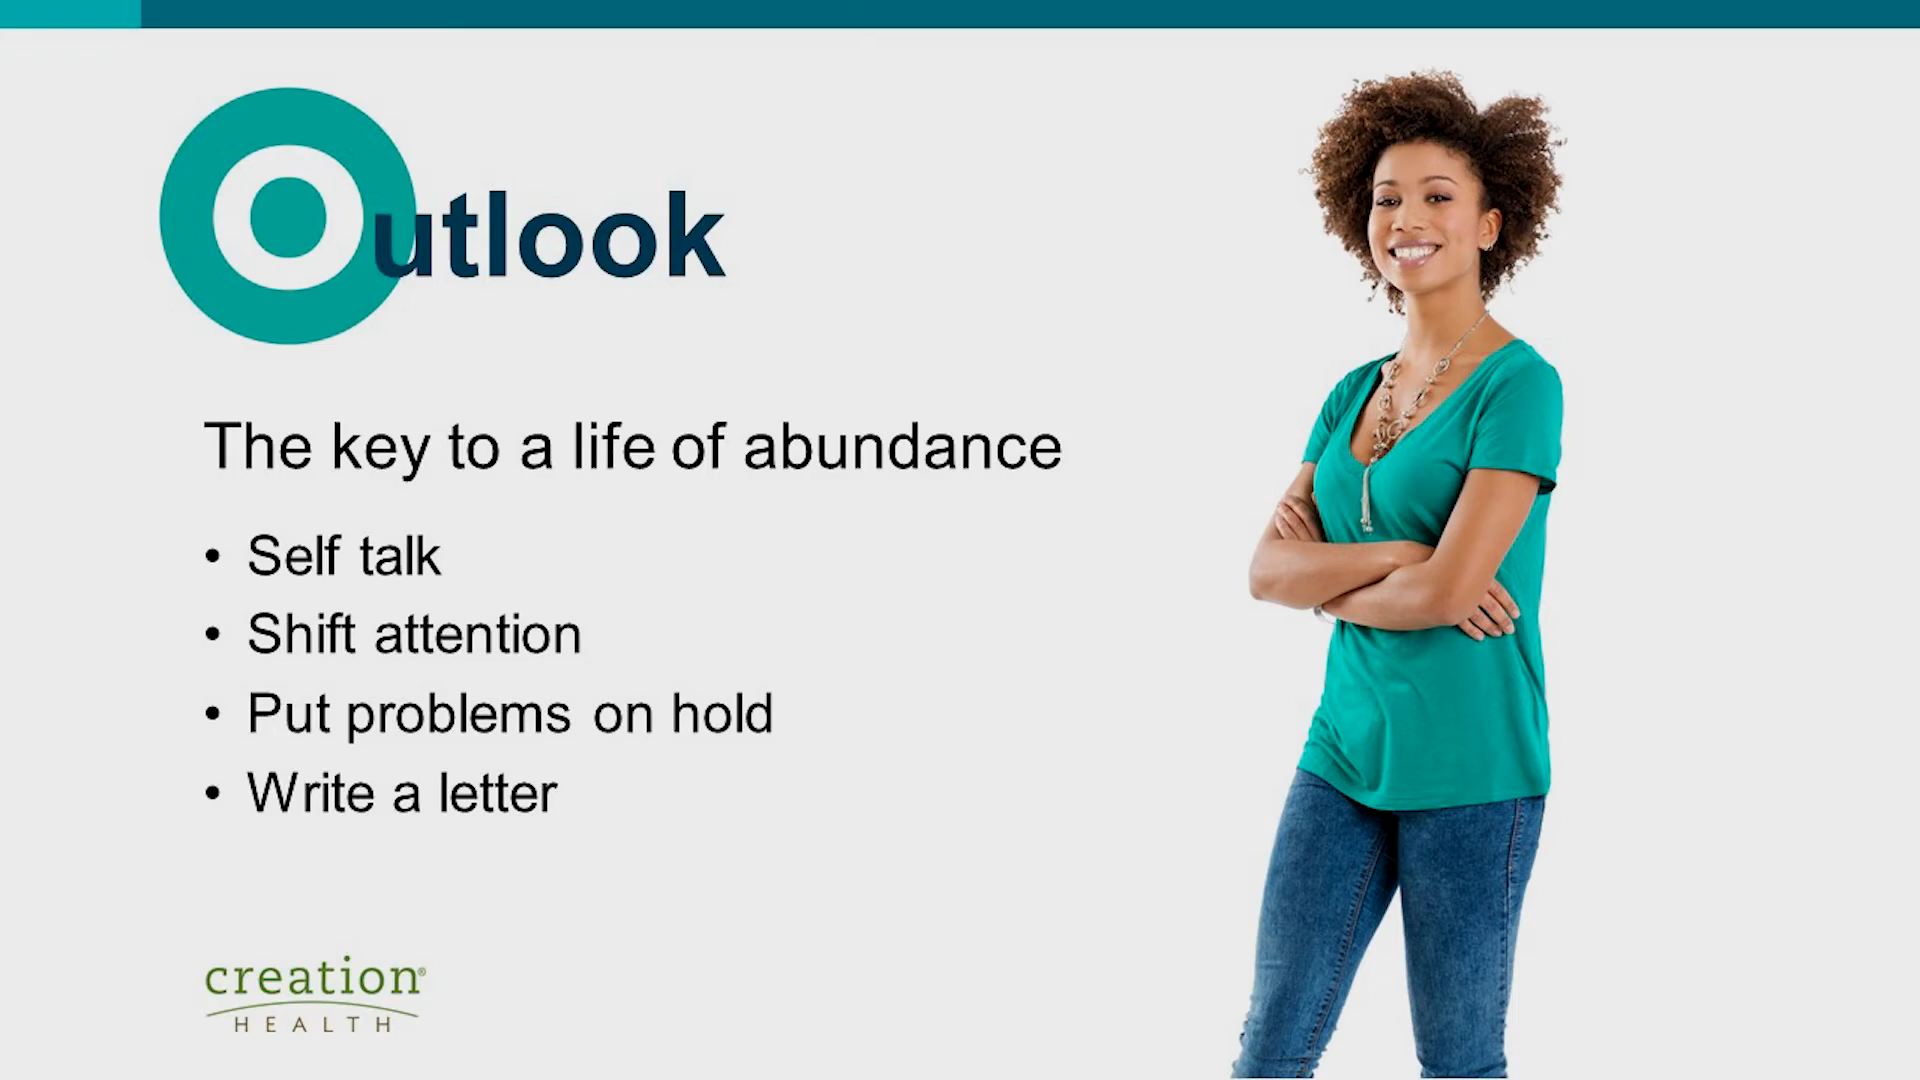 Outlook
The key to a life of abundance
• Self talk
• Shift attention
• Put problems on hold
• Write a letter
creation®
HEALTH